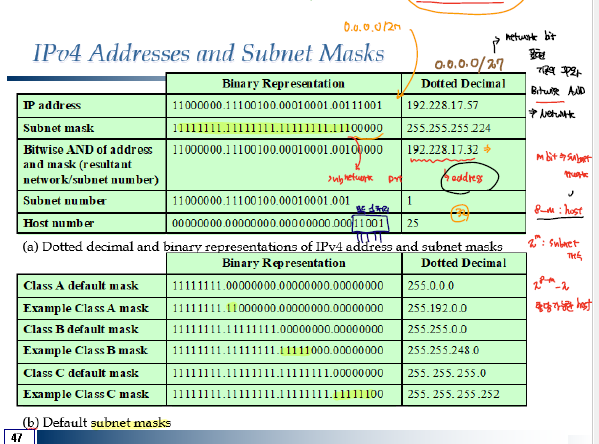 0.0.0.0/27
IPv4 Addresses and Subnet Masks
0.0.0.0/27
network bit
Bitwise AND
Binary Representation Dotted Decimal
IP address 11000000.11100100.00010001.00111001 192.228.17.57
Subnet mask 11111111.11111111.11111111.11100000 255.255.255.224
Bitwise AND of address 11000000.11100100.00010001.00100000 192.228.17.32
and mask (resultant
network/subnet number)
subnetwork
address
Subnet number 11000000.11100100.00010001.001 1
Host number 00000000.00000000.00000000.00011001 25
(a) Dotted decimal and binary representations of IPv4 address and subnet masks
8-m : host
Binary Representation Dotted Decimal
Class A default mask 11111111.00000000.00000000.00000000 255.0.0.0
Example Class A mask 11111111.11000000.00000000.00000000 255.192.0.0
Class B default mask 11111111.11111111.00000000.00000000 255.255.0.0
Example Class B mask 11111111.11111111.11111000.00000000 255.255.248.0
Class C default mask 11111111.11111111.11111111.00000000 255. 255. 255.0
Example Class C mask 11111111.11111111.11111111.11111100 255. 255. 255.252
(b) Default subnet masks
47